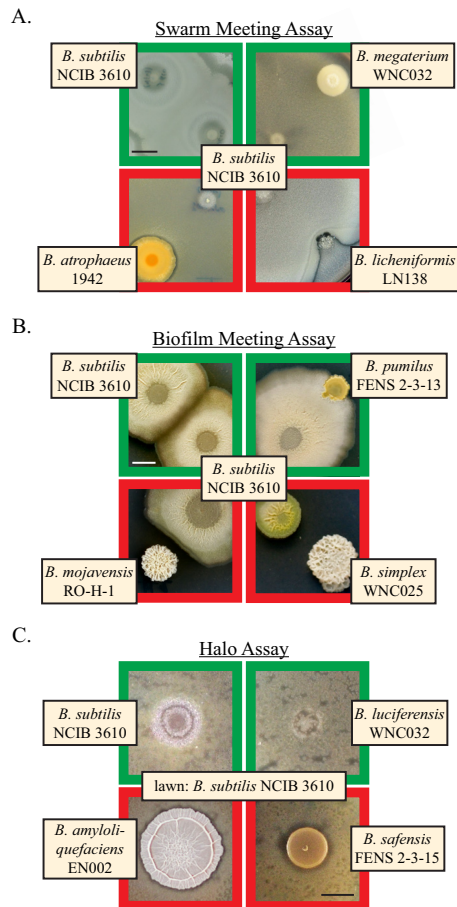 A.
Swarm Meeting Assay
B. subtilis
NCIB 3610
B. megaterium
WNC032
B. subtilis
NCIB 3610
B. atrophaeus
1942
B. licheniformis
LN138
B.
Biofilm Meeting Assay
B. subtilis
NCIB 3610
B. pumilus
FENS 2-3-13
B. subtilis
NCIB 3610
B. mojavensis
RO-H-1
B. simplex
WNC025
C.
Halo Assay
B. subtilis
NCIB 3610
B. luciferensis
WNC032
lawn: B. subtilis NCIB 3610
B. amyloli-
quefaciens
EN002
B. safensis
FENS 2-3-15